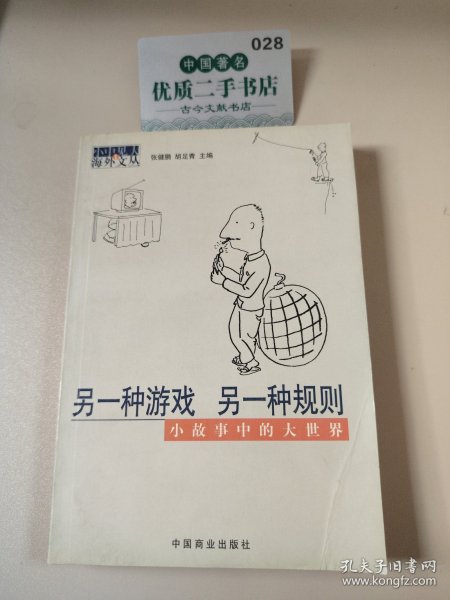 028
中国著名
优质二手书店
古今文献书店
海外文丛
张健鹏 胡足青 主编
另一种游戏 另一种规则
小故事中的大世界
中国商业出版社
孔夫子旧书网
www.kongfz.com